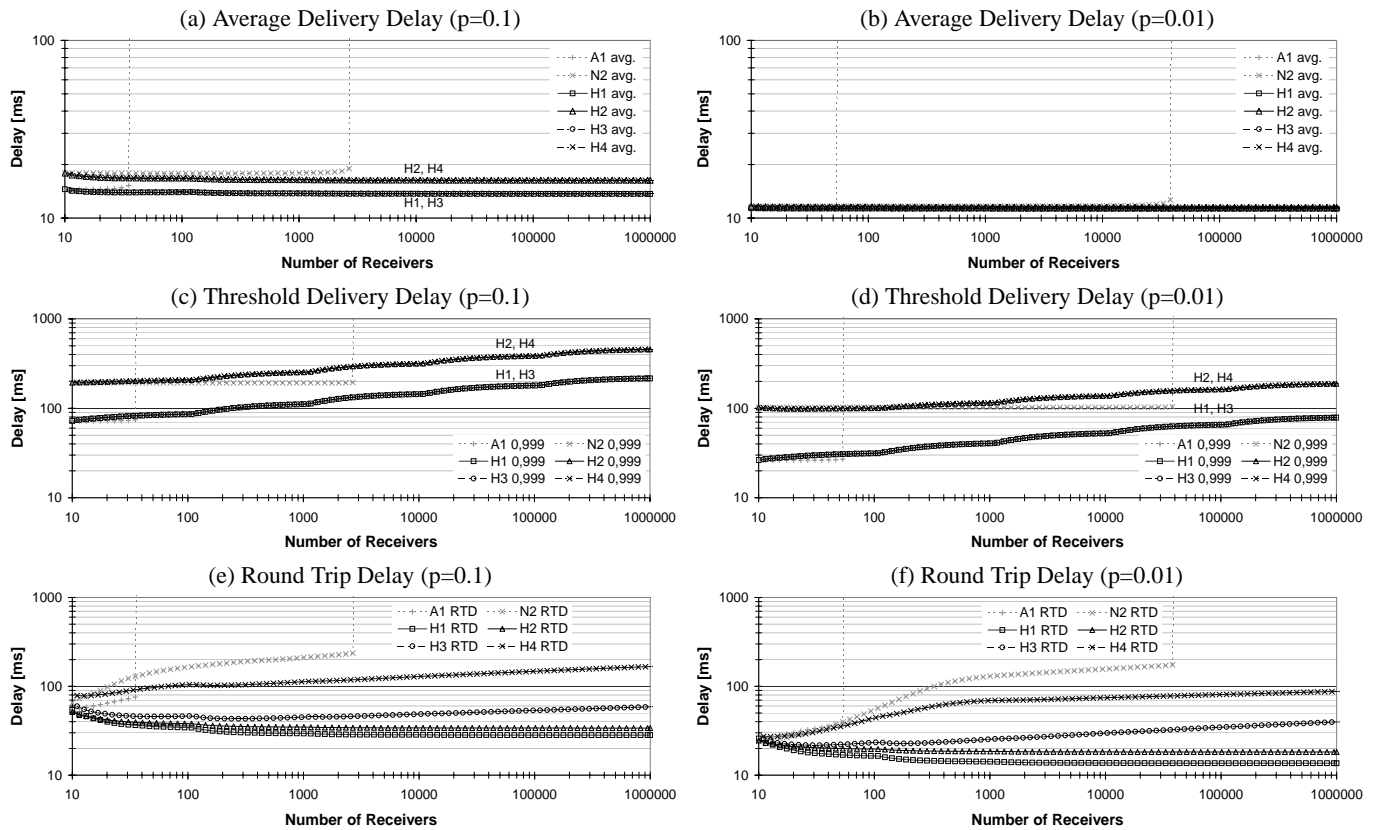 (a) Average Delivery Delay (p=0.1)
100
10
Delay [ms]
A1 avg.
N2 avg.
H1 avg.
H2 avg.
H3 avg.
H4 avg.
H2, H4
H1, H3
10 100 1000 10000 100000 1000000
Number of Receivers
(b) Average Delivery Delay (p=0.01)
100
10
Delay [ms]
A1 avg.
N2 avg.
H1 avg.
H2 avg.
H3 avg.
H4 avg.
10 100 1000 10000 100000 1000000
Number of Receivers
(c) Threshold Delivery Delay (p=0.1)
1000
100
10
Delay [ms]
H2, H4
H1, H3
A1 0,999 N2 0,999
H1 0,999 H2 0,999
H3 0,999 H4 0,999
10 100 1000 10000 100000 1000000
Number of Receivers
(d) Threshold Delivery Delay (p=0.01)
1000
100
10
Delay [ms]
H2, H4
H1, H3
A1 0,999 N2 0,999
H1 0,999 H2 0,999
H3 0,999 H4 0,999
10 100 1000 10000 100000 1000000
Number of Receivers
(e) Round Trip Delay (p=0.1)
1000
100
10
Delay [ms]
A1 RTD N2 RTD
H1 RTD H2 RTD
H3 RTD H4 RTD
10 100 1000 10000 100000 1000000
Number of Receivers
(f) Round Trip Delay (p=0.01)
1000
100
10
Delay [ms]
A1 RTD N2 RTD
H1 RTD H2 RTD
H3 RTD H4 RTD
10 100 1000 10000 100000 1000000
Number of Receivers